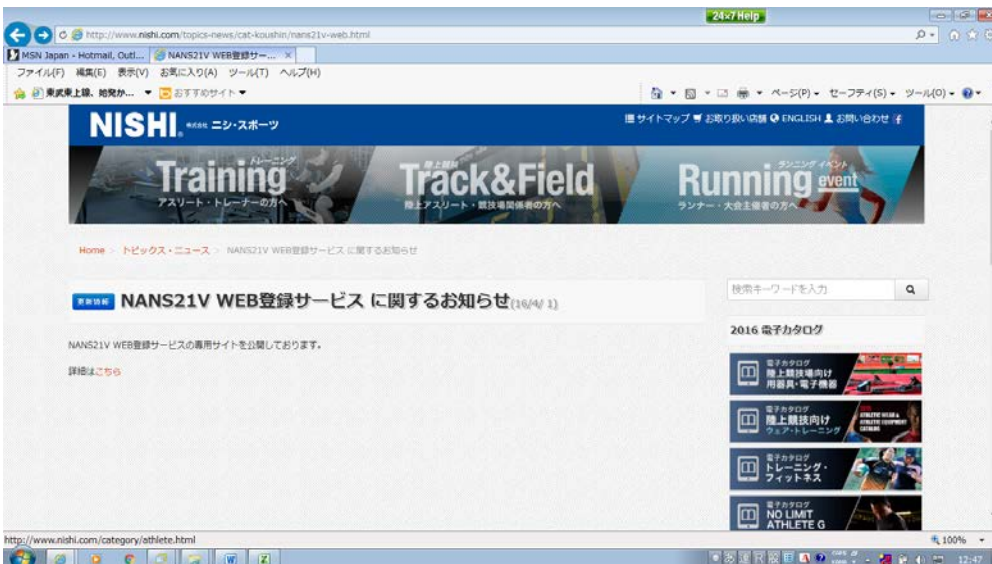 24×7 Help
http://www.nishi.com/topics-news/cat-koushin/nans21v-web.html
MSN Japan - Hotmail, Outl...
NANS21V WEB登録サー... ×
ファイル(F) 編集(E) 表示(V) お気に入り(A) ツール(T) ヘルプ(H)
東武東上線、始発か...
おすすめサイト
ページ(P) セーフティ(S) ツール(O)
NISHI 株式会社 ニシ・スポーツ
サイトマップ お取り扱い店舗 ENGLISH お問い合わせ
トレーニング
Training
アスリート・トレーナーの方へ
陸上競技
Track&Field
陸上アスリート・競技場関係者の方へ
ランニング イベント
Running event
ランナー・大会主催者の方へ
Home > トピックス・ニュース > NANS21V WEB登録サービス に関するお知らせ
更新情報 NANS21V WEB登録サービス に関するお知らせ(16/4/ 1)
NANS21V WEB登録サービスの専用サイトを公開しております。
詳細はこちら
検索キーワードを入力
2016 電子カタログ
電子カタログ
陸上競技場向け
用器具・電子機器
電子カタログ
陸上競技向け
ウェア・トレーニング
電子カタログ
トレーニング・
フィットネス
電子カタログ
NO LIMIT
ATHLETE G
http://www.nishi.com/category/athlete.html
100%
12:47